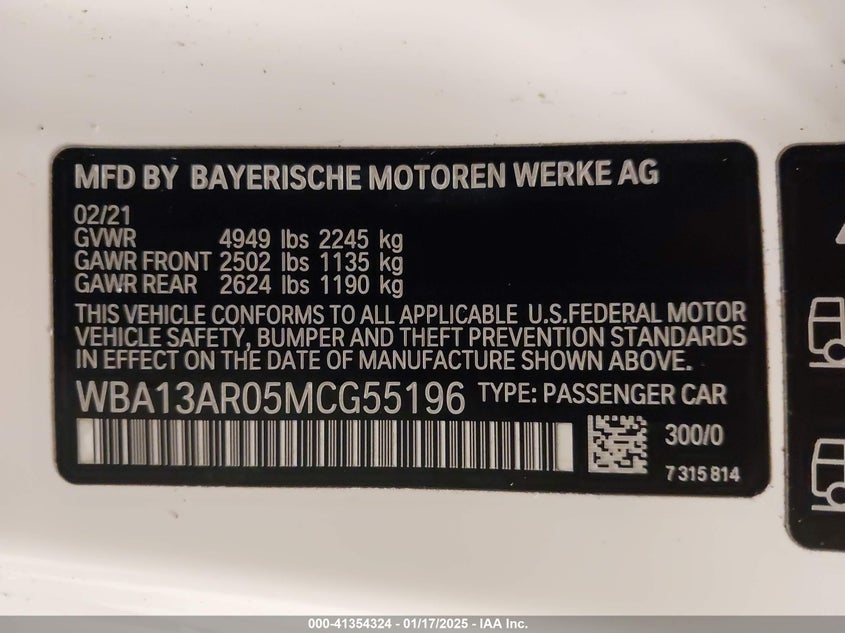 MFD BY BAYERISCHE MOTOREN WERKE AG
02/21
GVWR 4949 lbs 2245 kg
GAWR FRONT 2502 lbs 1135 kg
GAWR REAR 2624 lbs 1190 kg
THIS VEHICLE CONFORMS TO ALL APPLICABLE U.S.FEDERAL MOTOR
VEHICLE SAFETY, BUMPER AND THEFT PREVENTION STANDARDS
IN EFFECT ON THE DATE OF MANUFACTURE SHOWN ABOVE.
WBA13AR05MCG55196 TYPE: PASSENGER CAR
300/0
7 315 814
000-41354324 - 01/17/2025 - IAA Inc.